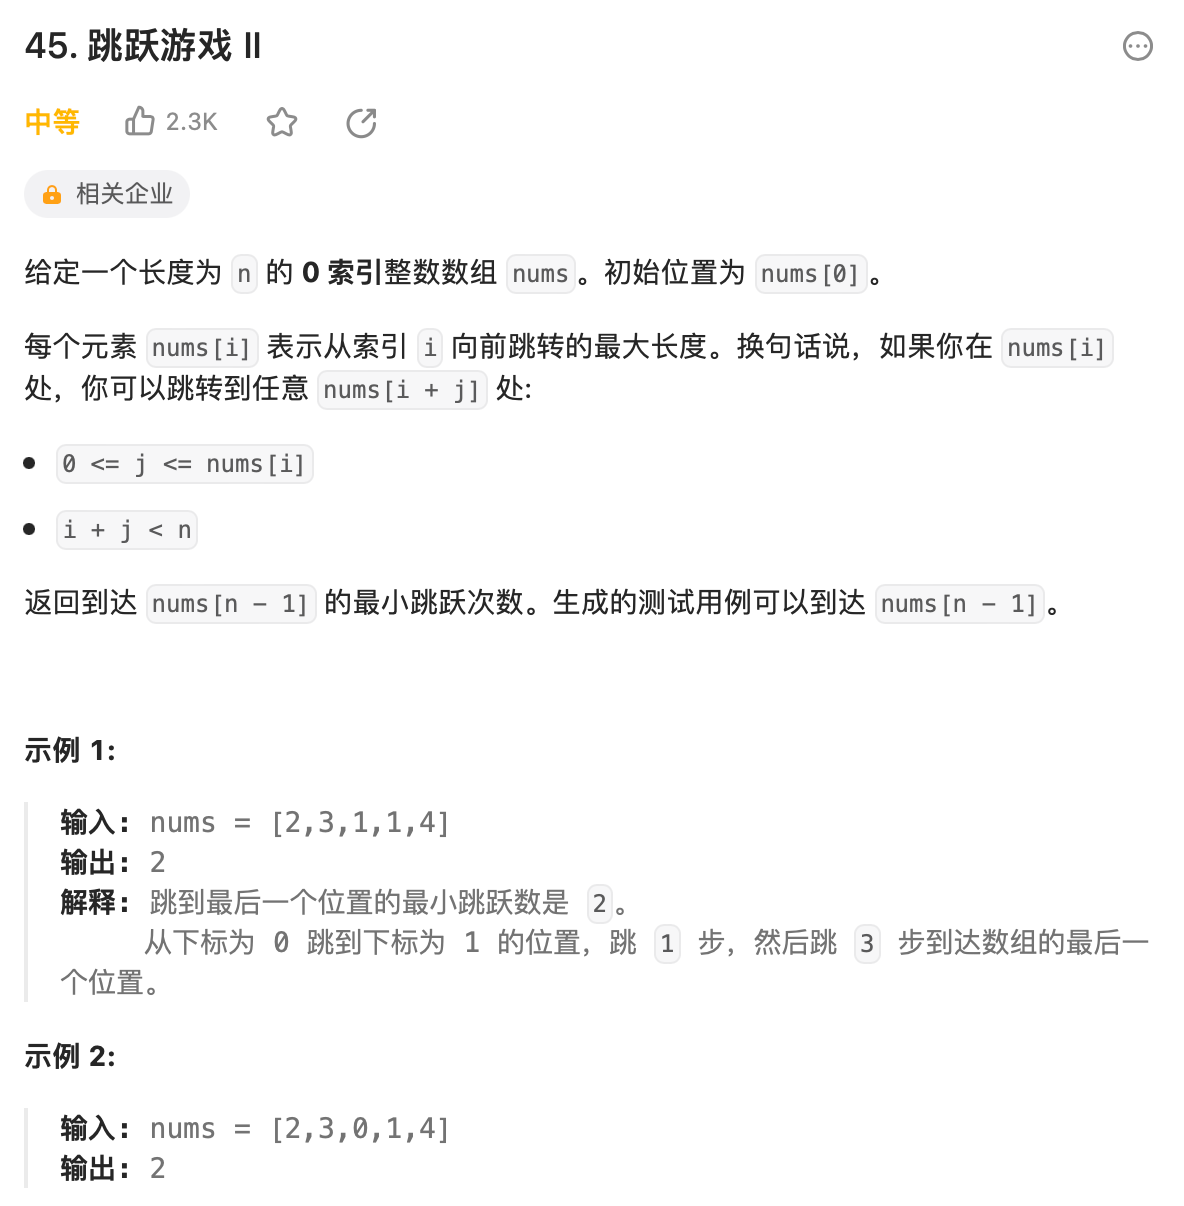 45. 跳跃游戏 II
中等 2.3K
相关企业
给定一个长度为 n 的 0 索引整数数组 nums。初始位置为 nums[0]。
每个元素 nums[i] 表示从索引 i 向前跳转的最大长度。换句话说，如果你在 nums[i]
处，你可以跳转到任意 nums[i + j] 处:
• 0 <= j <= nums[i]
• i + j < n
返回到达 nums[n - 1] 的最小跳跃次数。生成的测试用例可以到达 nums[n - 1]。
示例 1:
输入: nums = [2,3,1,1,4]
输出: 2
解释: 跳到最后一个位置的最小跳跃数是 2。
从下标为 0 跳到下标为 1 的位置，跳 1 步，然后跳 3 步到达数组的最后一
个位置。
示例 2:
输入: nums = [2,3,0,1,4]
输出: 2